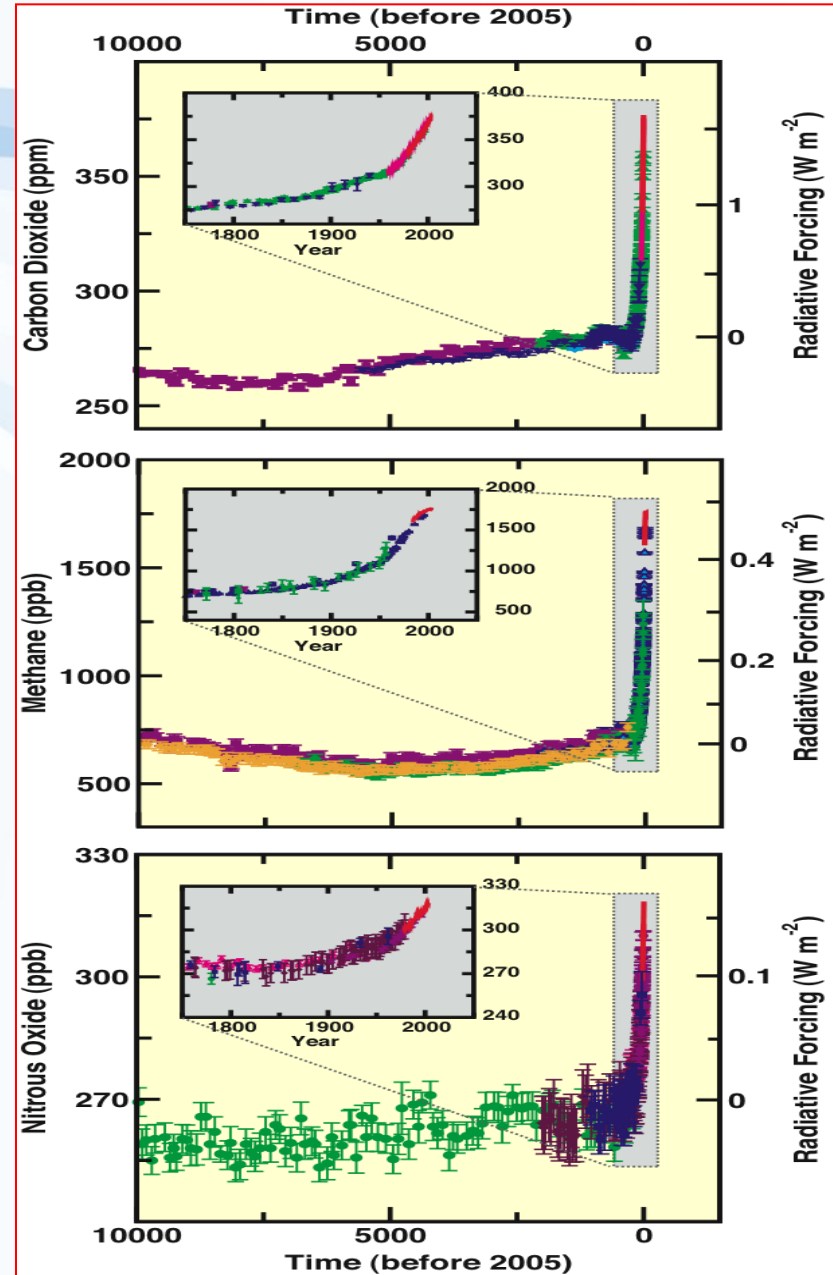 Time (before 2005)
10000 5000 0
Carbon Dioxide (ppm)
350
300
250
400
350
300
1800 1900 2000
Year
1
0
Radiative Forcing (W m-2)
Methane (ppb)
2000
1500
1000
500
2000
1500
1000
500
1800 1900 2000
Year
0.4
0.2
0
Radiative Forcing (W m-2)
Nitrous Oxide (ppb)
330
300
270
330
300
270
240
1800 1900 2000
Year
0.1
0
Radiative Forcing (W m-2)
10000 5000 0
Time (before 2005)